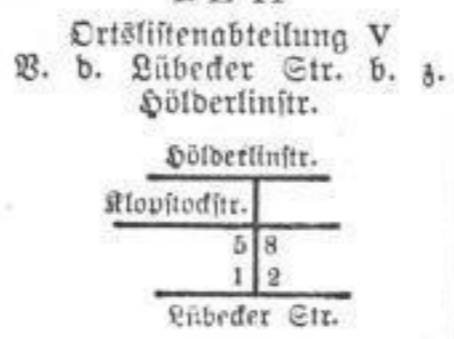 Ortslistenabteilung V
V. d. Lübecker Str. b. z.
Hölderlinstr.
Hölderlinstr.
Klopstockstr.
5 8
1 2
Lübecker Str.